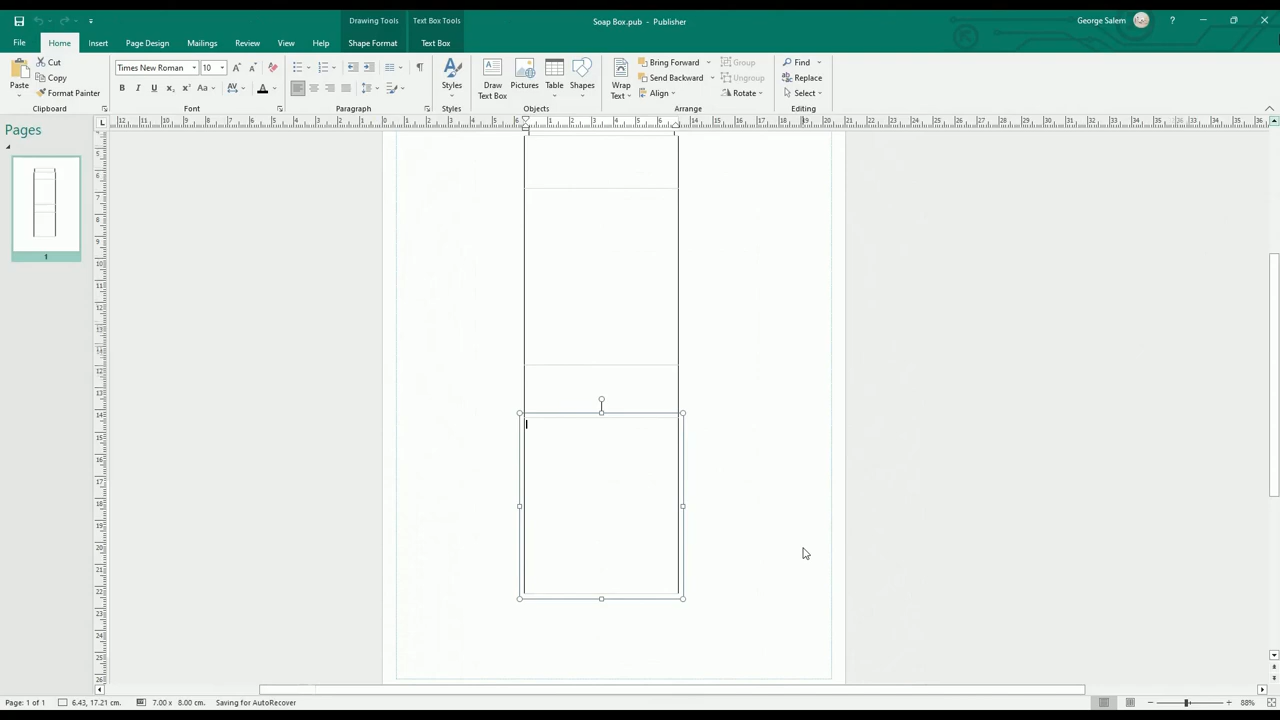 Drawing Tools Text Box Tools Soap Box.pub - Publisher George Salem ?
File Home Insert Page Design Mailings Review View Help Shape Format Text Box
Paste Cut Copy Format Painter
Clipboard
Times New Roman 10
B I U x₂ x² Aa AV A
Font
Paragraph
Styles
Styles
Draw Text Box Pictures Table Shapes
Objects
Wrap Text Bring Forward Send Backward Align Group Ungroup Rotate
Arrange
Find Replace Select
Editing
Pages
1
Page: 1 of 1 6.43, 17.21 cm. 7.00 x 8.00 cm. Saving for AutoRecover 88%